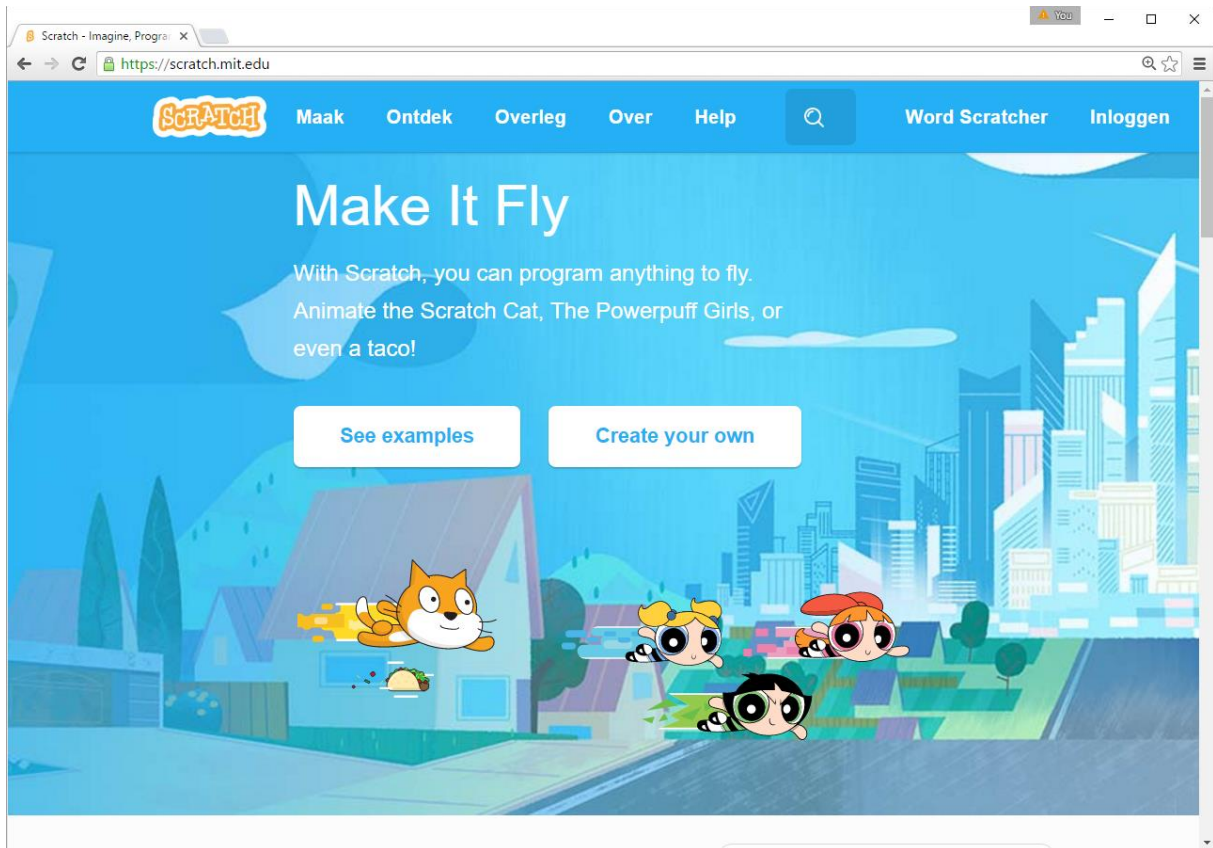 You
Scratch - Imagine, Progra
https://scratch.mit.edu
SCRATCH Maak Ontdek Overleg Over Help Word Scratcher Inloggen
Make It Fly
With Scratch, you can program anything to fly.
Animate the Scratch Cat, The Powerpuff Girls, or
even a taco!
See examples Create your own